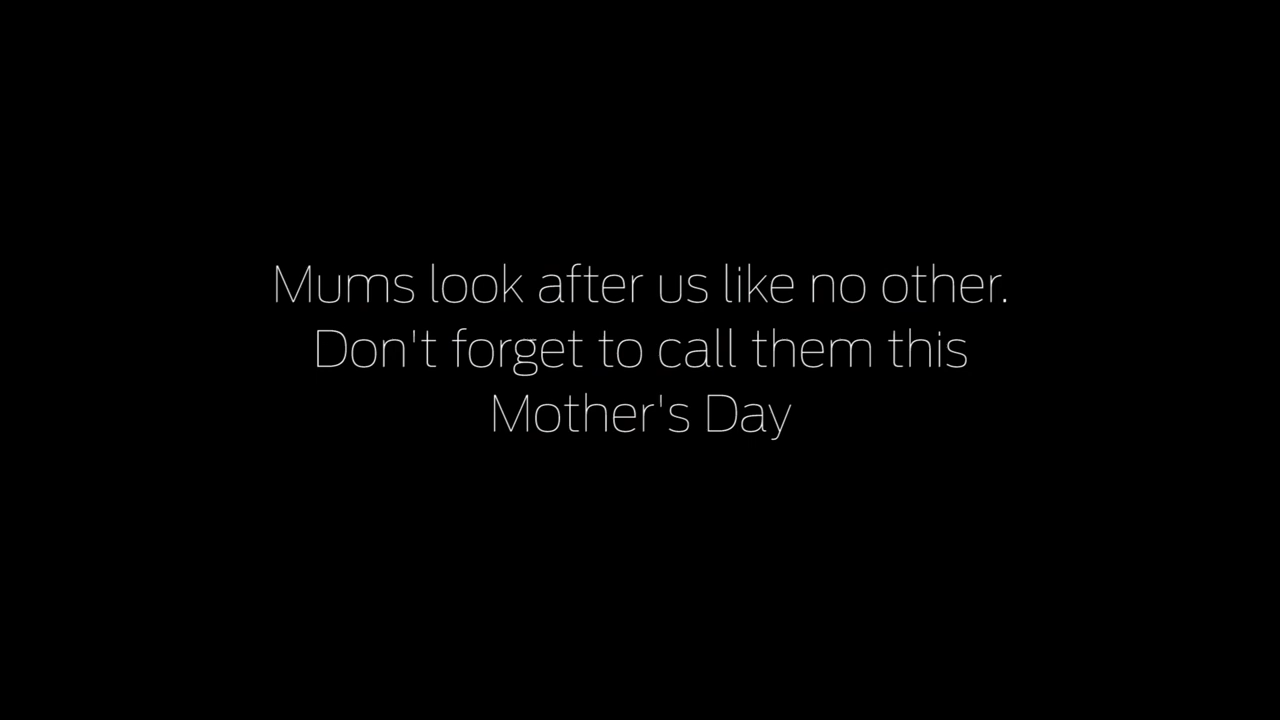 Mums look after us like no other.
Don't forget to call them this
Mother's Day